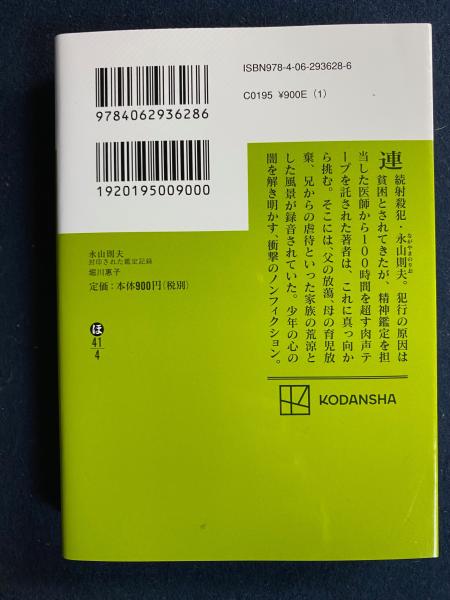 ISBN978-4-06-293628-6
C0195 ¥900E (1)
9784062936286
1920195009000
連続射殺犯・永山則夫。犯行の原因は
ながやまのりお
貧困とされてきたが、精神鑑定を担
当した医師から100時間を超す肉声テ
ープを託された著者は、これに真っ向か
ら挑む。そこには、父の放蕩、母の育児放
棄、兄からの虐待といった家族の荒涼と
した風景が録音されていた。少年の心の
闇を解き明かす、衝撃のノンフィクション。
永山則夫
封印された鑑定記録
堀川惠子
定価:本体900円(税別)
ほ
41
4
KODANSHA